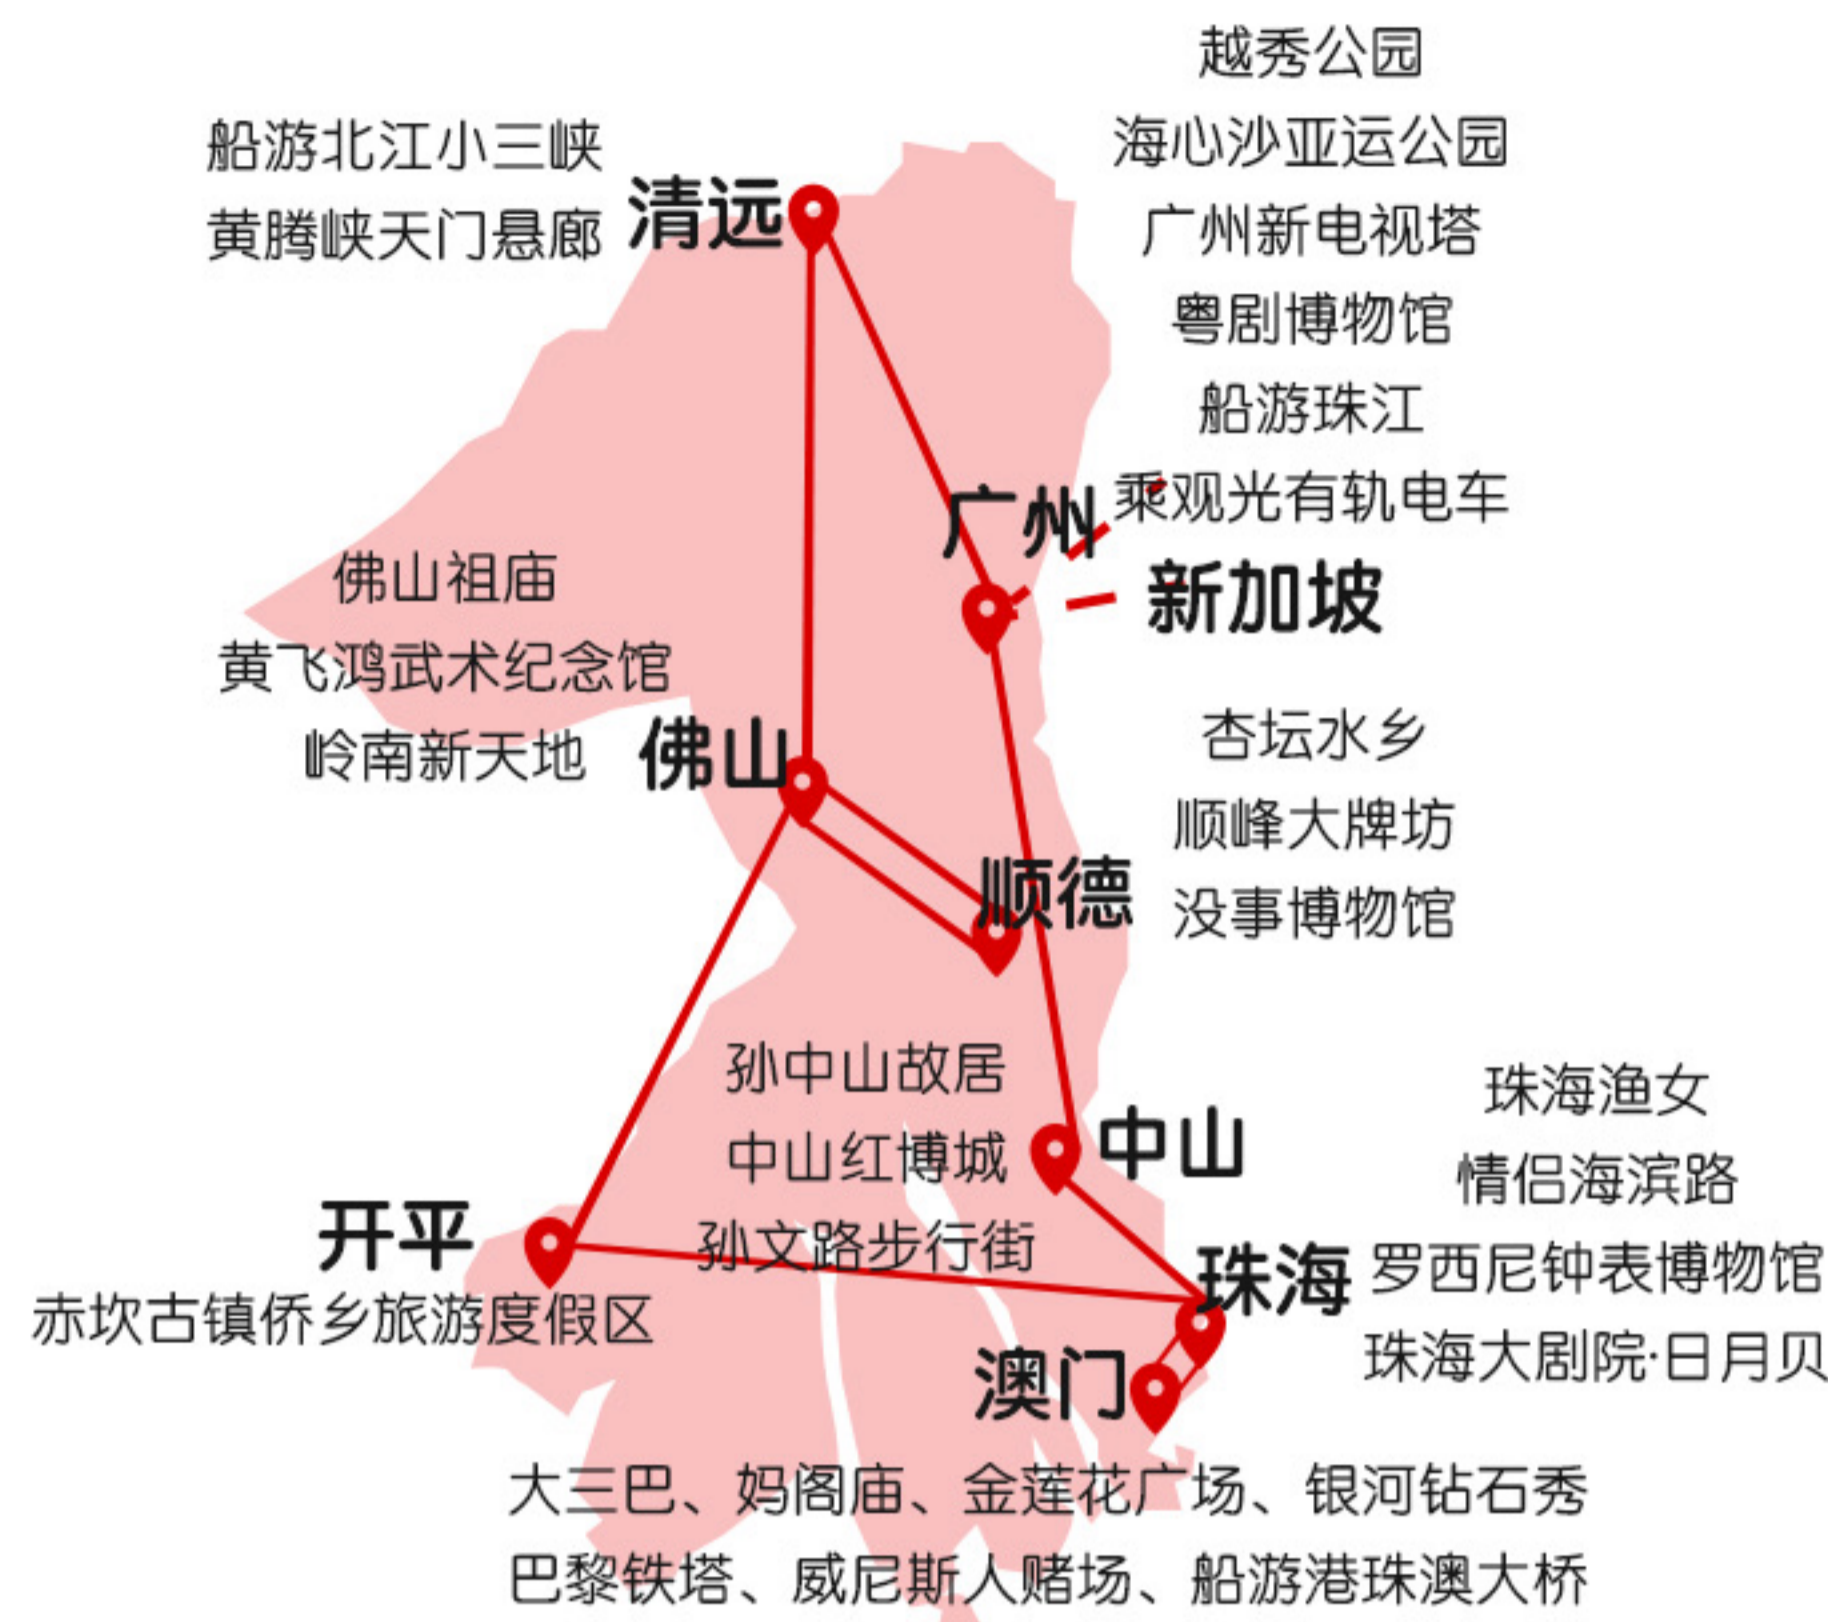 越秀公园
海心沙亚运公园
广州新电视塔
粤剧博物馆
船游珠江
乘观光有轨电车
船游北江小三峡
黄腾峡天门悬廊
清远
广州
新加坡
佛山祖庙
黄飞鸿武术纪念馆
岭南新天地
佛山
杏坛水乡
顺峰大牌坊
没事博物馆
顺德
孙中山故居
中山红博城
孙文路步行街
中山
珠海渔女
情侣海滨路
罗西尼钟表博物馆
珠海大剧院·日月贝
珠海
开平
赤坎古镇侨乡旅游度假区
澳门
大三巴、妈阁庙、金莲花广场、银河钻石秀
巴黎铁塔、威尼斯人赌场、船游港珠澳大桥